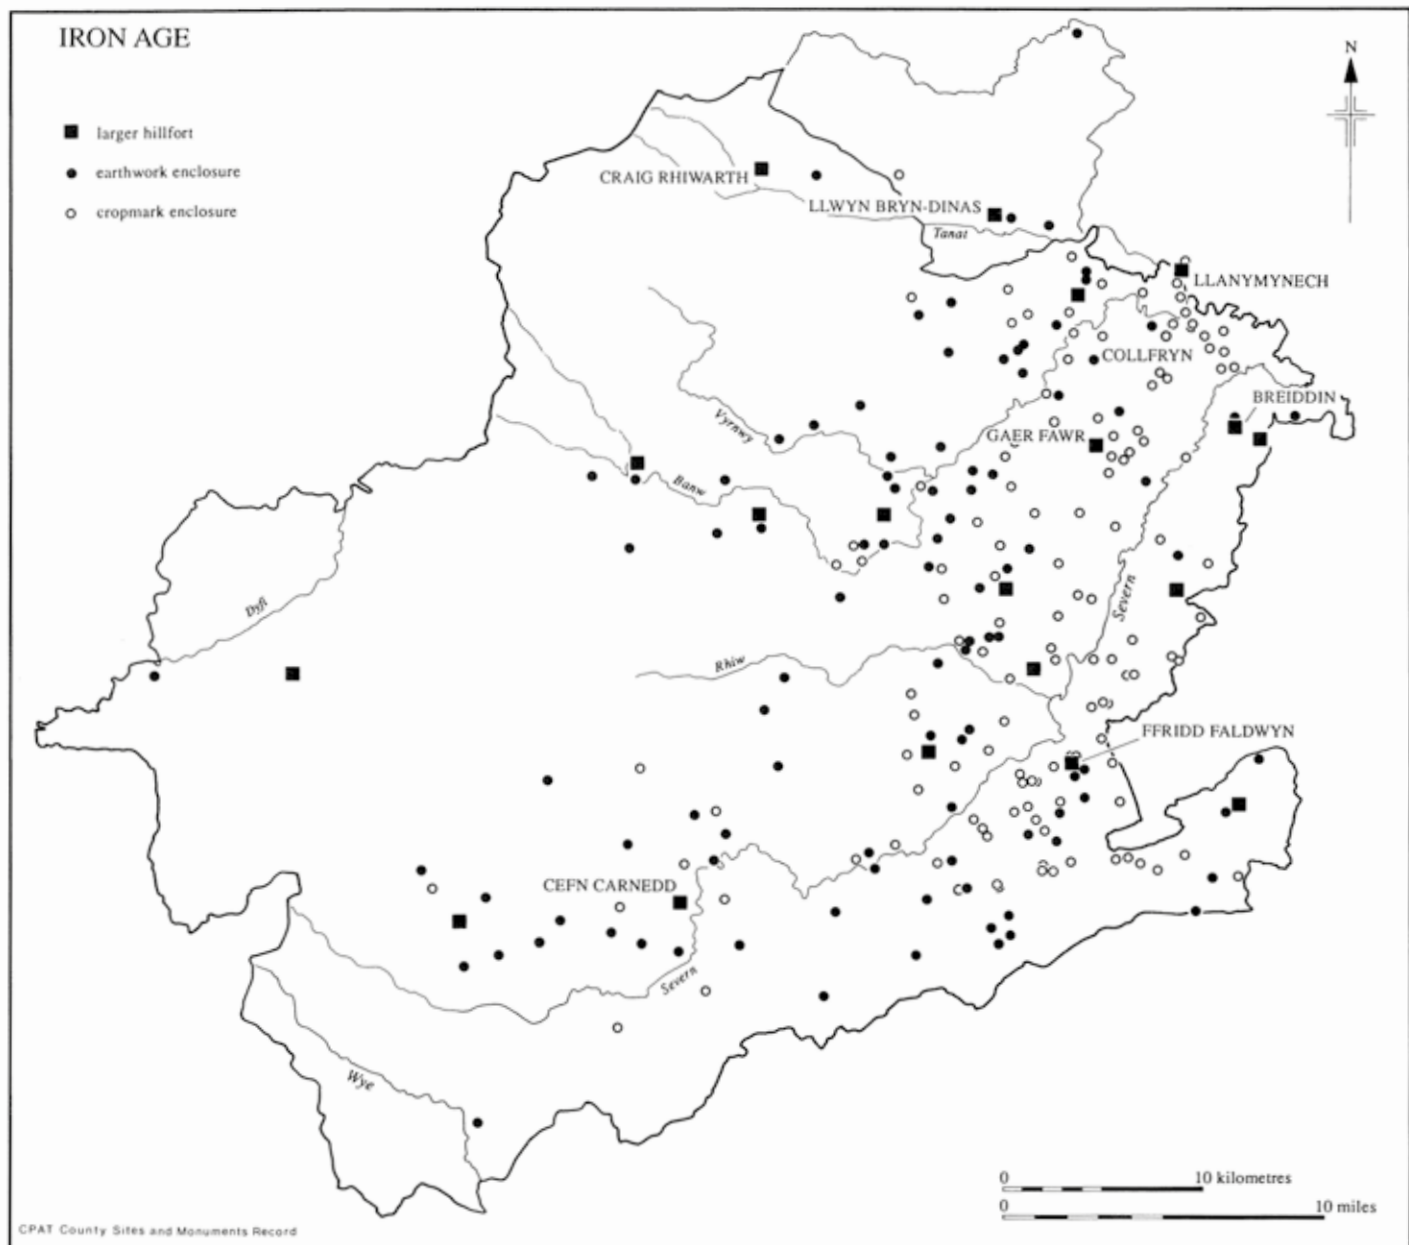 IRON AGE
N
larger hillfort
earthwork enclosure
cropmark enclosure
CRAIG RHIWARTH
LLWYN BRYN-DINAS
Tanat
LLANYMYNECH
COLLFRYN
BREIDDIN
Vyrnwy
GAER FAWR
Banw
Severn
Dyfi
Rhiw
FFRIDD FALDWYN
CEFN CARNEDD
Severn
Wye
0 10 kilometres
0 10 miles
CPAT County Sites and Monuments Record